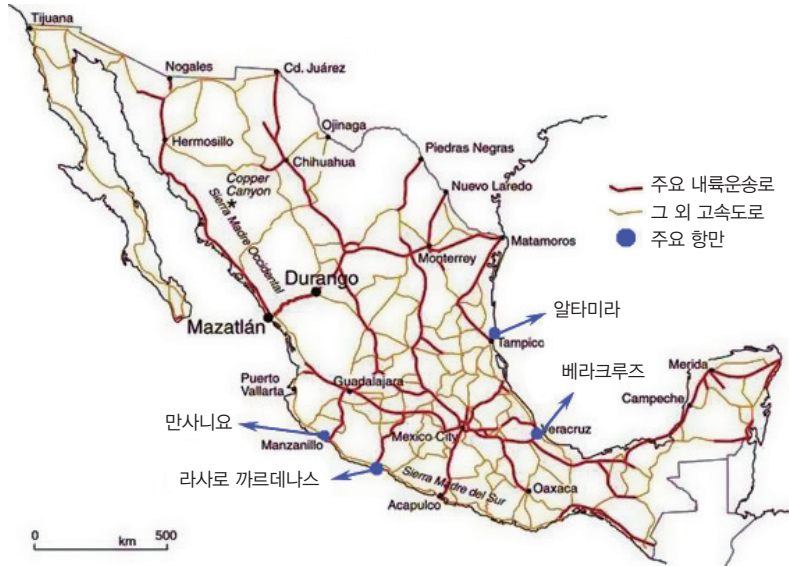 Tijuana
Nogales
Cd. Juárez
Ojinaga
Hermosillo
Chihuahua
Piedras Negras
Copper
Canyon
Nuevo Laredo
주요 내륙운송로
그 외 고속도로
주요 항만
Sierra Madre Occidental
Matamoros
Monterrey
Durango
Mazatlán
알타미라
Tampico
베라크루즈
Merida
Puerto
Vallarta
Guadalajara
Campeche
만사니요
Manzanillo
Mexico City
Veracruz
라사로 까르데나스
Sierra Madre del Sur
Oaxaca
Acapulco
0 500
km